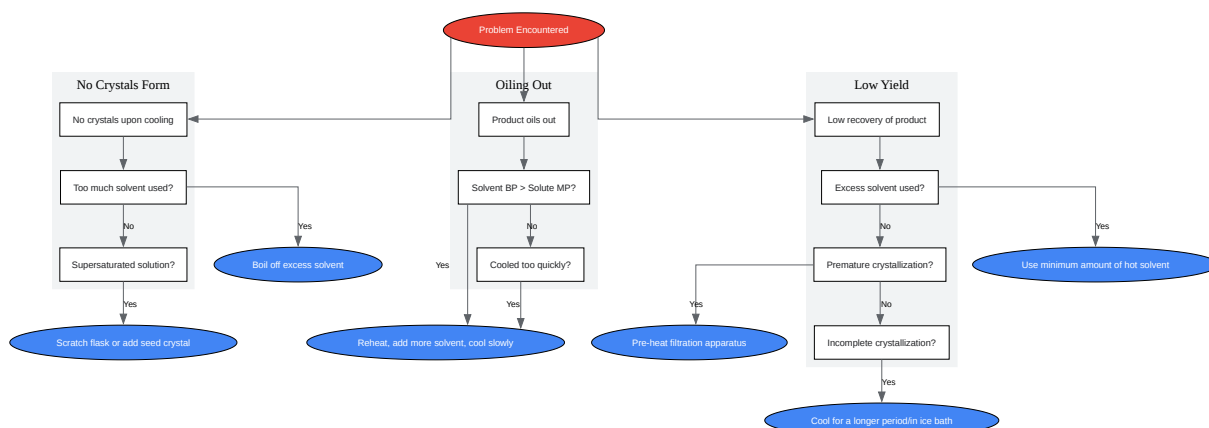 Problem Encountered
No Crystals Form
Oiling Out
Low Yield
No crystals upon cooling
Product oils out
Low recovery of product
Too much solvent used?
Solvent BP > Solute MP?
Excess solvent used?
No
Yes
No
No
Yes
Supersaturated solution?
Boil off excess solvent
Yes
Cooled too quickly?
Premature crystallization?
Use minimum amount of hot solvent
Yes
Yes
Yes
No
Scratch flask or add seed crystal
Reheat, add more solvent, cool slowly
Pre-heat filtration apparatus
Incomplete crystallization?
Yes
Cool for a longer period/in ice bath